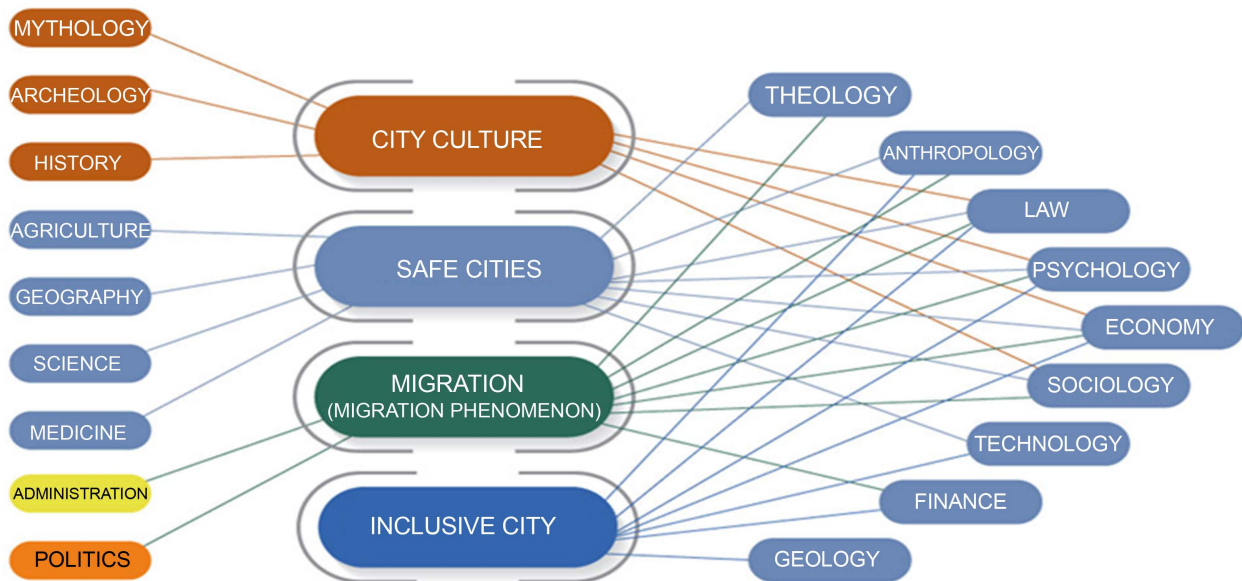 MYTHOLOGY
ARCHEOLOGY
HISTORY
AGRICULTURE
GEOGRAPHY
SCIENCE
MEDICINE
ADMINISTRATION
POLITICS
CITY CULTURE
SAFE CITIES
MIGRATION
(MIGRATION PHENOMENON)
INCLUSIVE CITY
THEOLOGY
ANTHROPOLOGY
LAW
PSYCHOLOGY
ECONOMY
SOCIOLOGY
TECHNOLOGY
FINANCE
GEOLOGY